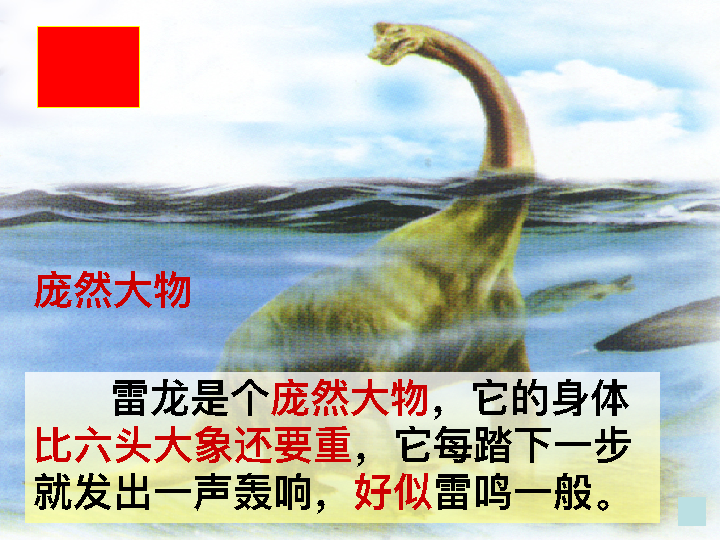 庞然大物
雷龙是个庞然大物，它的身体
比六头大象还要重，它每踏下一步
就发出一声轰响，好似雷鸣一般。